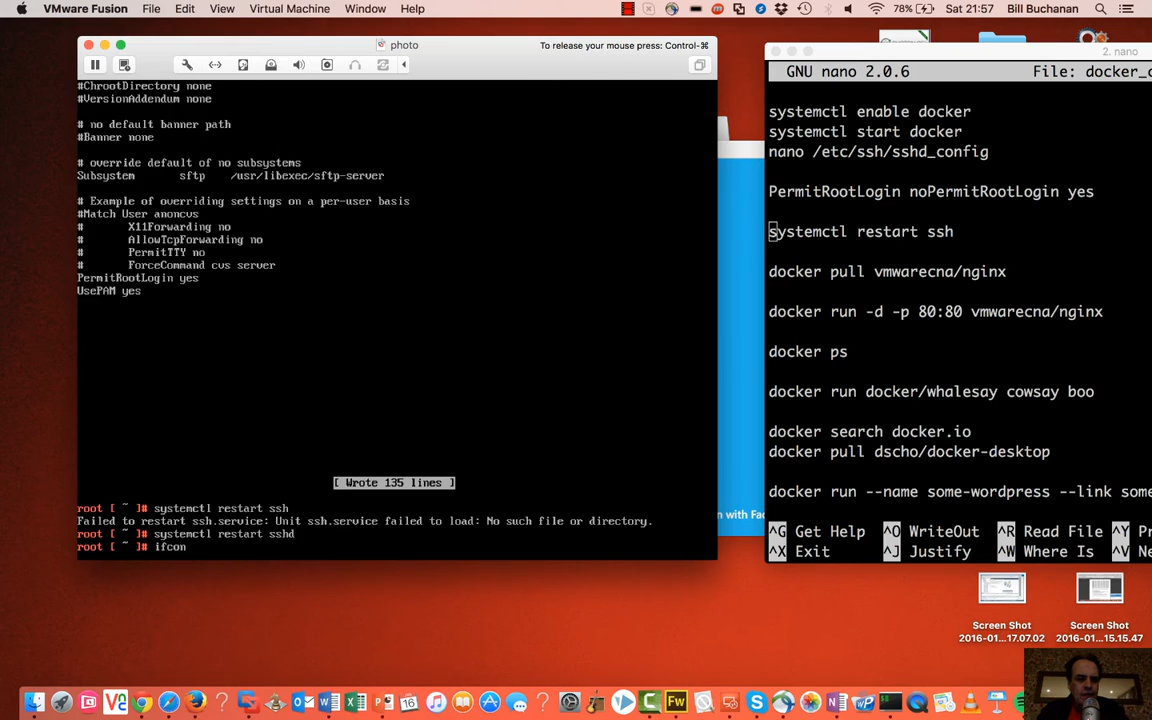 VMware Fusion File Edit View Virtual Machine Window Help 78% Sat 21:57 Bill Buchanan
photo To release your mouse press: Control-⌘
#ChrootDirectory none
#VersionAddendum none
# no default banner path
#Banner none
# override default of no subsystems
Subsystem sftp /usr/libexec/sftp-server
# Example of overriding settings on a per-user basis
#Match User anoncvs
# X11Forwarding no
# AllowTcpForwarding no
# PermitTTY no
# ForceCommand cvs server
PermitRootLogin yes
UsePAM yes
[ Wrote 135 lines ]
root [ ~ ]# systemctl restart ssh
Failed to restart ssh.service: Unit ssh.service failed to load: No such file or directory.
root [ ~ ]# systemctl restart sshd
root [ ~ ]# ifcon
2. nano
GNU nano 2.0.6 File: docker_
systemctl enable docker
systemctl start docker
nano /etc/ssh/sshd_config
PermitRootLogin noPermitRootLogin yes
systemctl restart ssh
docker pull vmwarecna/nginx
docker run -d -p 80:80 vmwarecna/nginx
docker ps
docker run docker/whalesay cowsay boo
docker search docker.io
docker pull dscho/docker-desktop
docker run --name some-wordpress --link some
^G Get Help ^O WriteOut ^R Read File ^Y Pr
^X Exit ^J Justify ^W Where Is ^V Ne
n with Fac
Screen Shot
2016-01...17.07.02
Screen Shot
2016-01...15.15.47